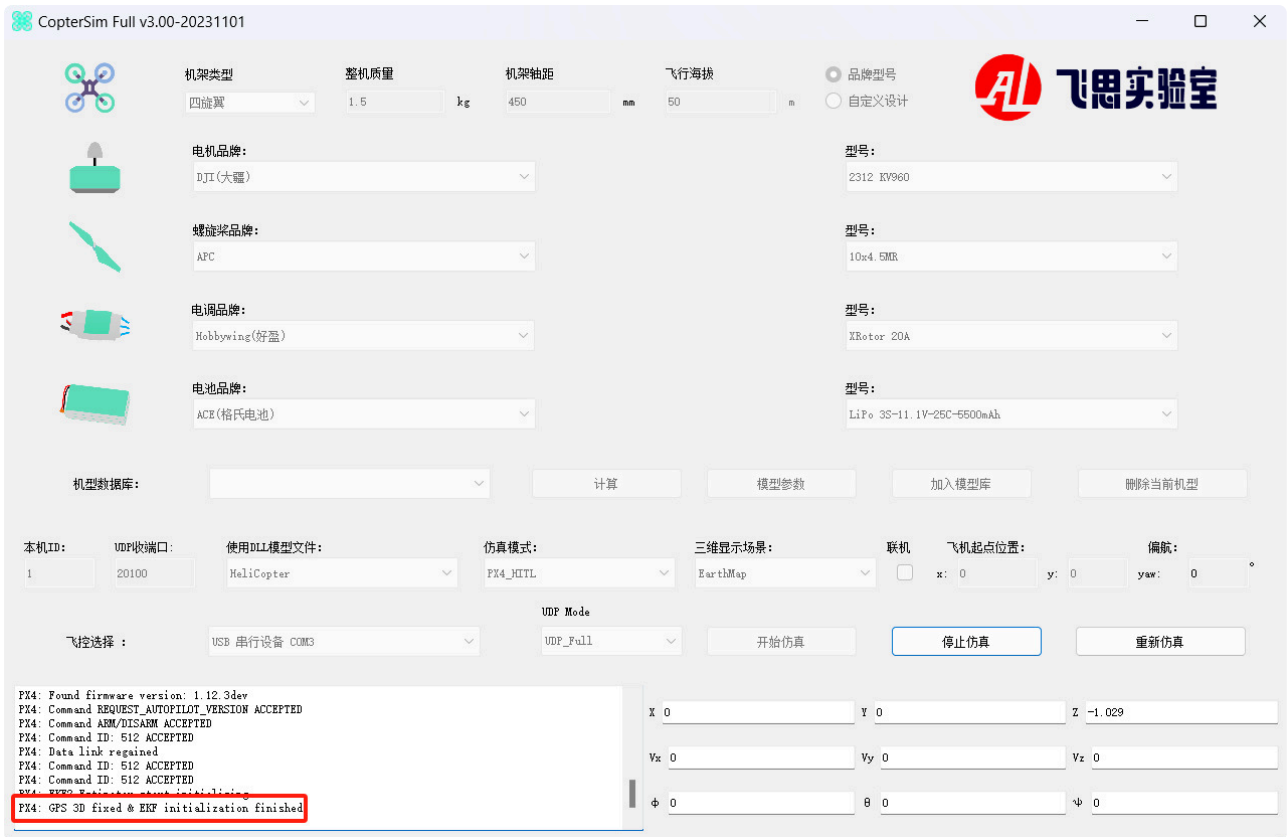 CopterSim Full v3.00-20231101
机架类型 整机质量 机架轴距 飞行海拔 品牌型号
四旋翼 1.5 kg 450 mm 50 m 自定义设计
飞思实验室
电机品牌: 型号:
DJI(大疆) 2312 KV960
螺旋桨品牌: 型号:
APC 10x4.5MR
电调品牌: 型号:
Hobbywing(好盈) XRotor 20A
电池品牌: 型号:
ACE(格氏电池) LiPo 3S-11.1V-25C-5500mAh
机型数据库: 计算 模型参数 加入模型库 删除当前机型
本机ID: UDP收端口: 使用DLL模型文件: 仿真模式: 三维显示场景: 联机 飞机起点位置: 偏航:
1 20100 HeliCopter PX4_HITL EarthMap x: 0 y: 0 yaw: 0 °
UDP Mode
飞控选择 : USB 串行设备 COM3 UDP_Full 开始仿真 停止仿真 重新仿真
PX4: Found firmware version: 1.12.3dev
PX4: Command REQUEST_AUTOPILOT_VERSION ACCEPTED
PX4: Command ARM/DISARM ACCEPTED
PX4: Command ID: 512 ACCEPTED
PX4: Data link regained
PX4: Command ID: 512 ACCEPTED
PX4: Command ID: 512 ACCEPTED
PX4: EKF2 Estimator start initializing
PX4: GPS 3D fixed & EKF initialization finished
X 0 Y 0 Z -1.029
Vx 0 Vy 0 Vz 0
ϕ 0 θ 0 ψ 0